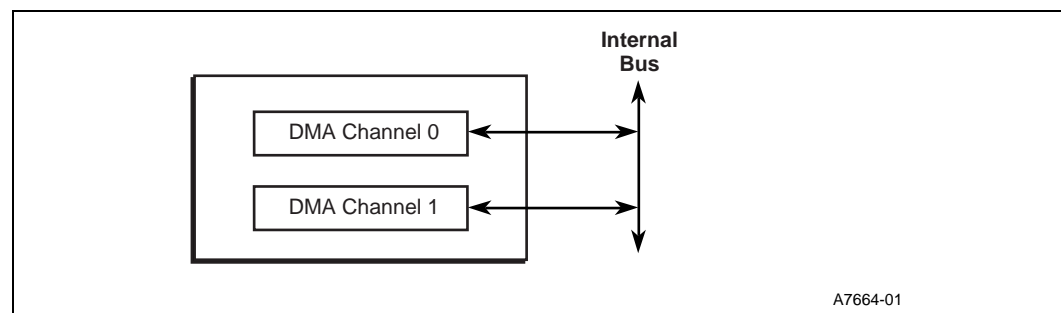 Internal
Bus
DMA Channel 0
DMA Channel 1
A7664-01